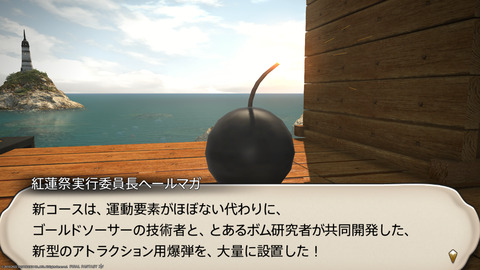 紅蓮祭実行委員長ヘールマガ
新コースは、運動要素がほぼない代わりに、
ゴールドソーサーの技術者と、とあるボム研究者が共同開発した、
新型のアトラクション用爆弾を、大量に設置した！